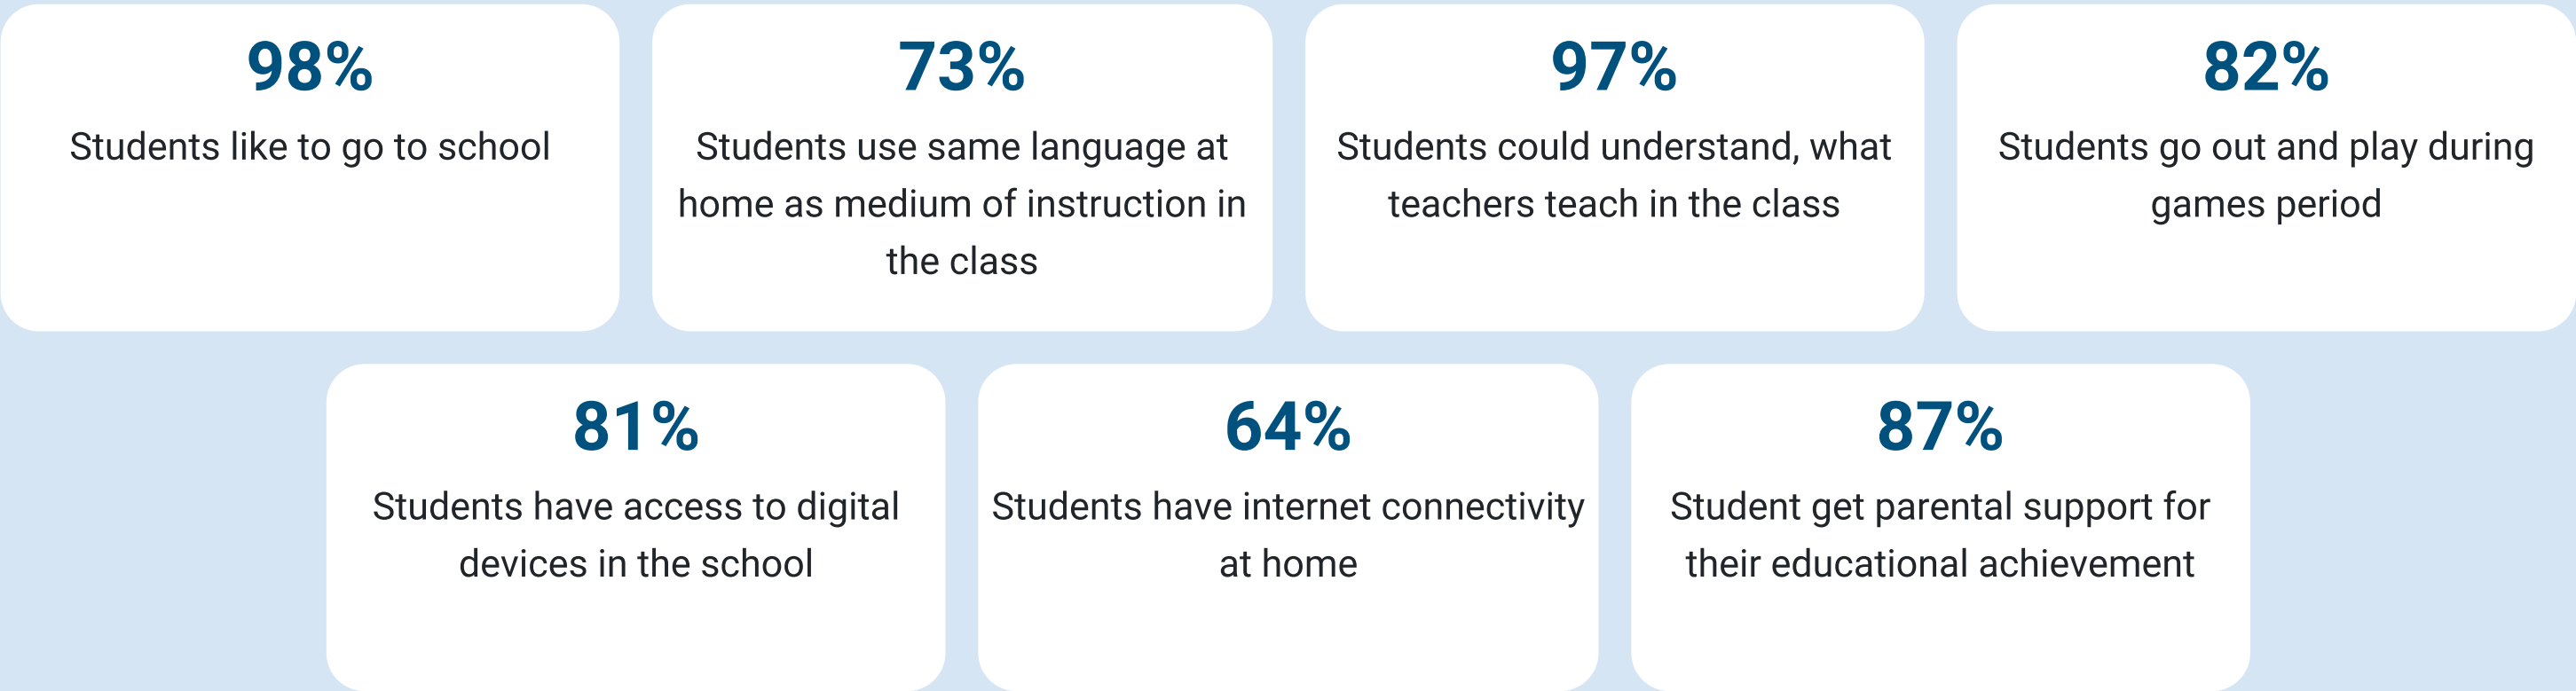 98%
Students like to go to school
73%
Students use same language at
home as medium of instruction in
the class
97%
Students could understand, what
teachers teach in the class
82%
Students go out and play during
games period
81%
Students have access to digital
devices in the school
64%
Students have internet connectivity
at home
87%
Student get parental support for
their educational achievement